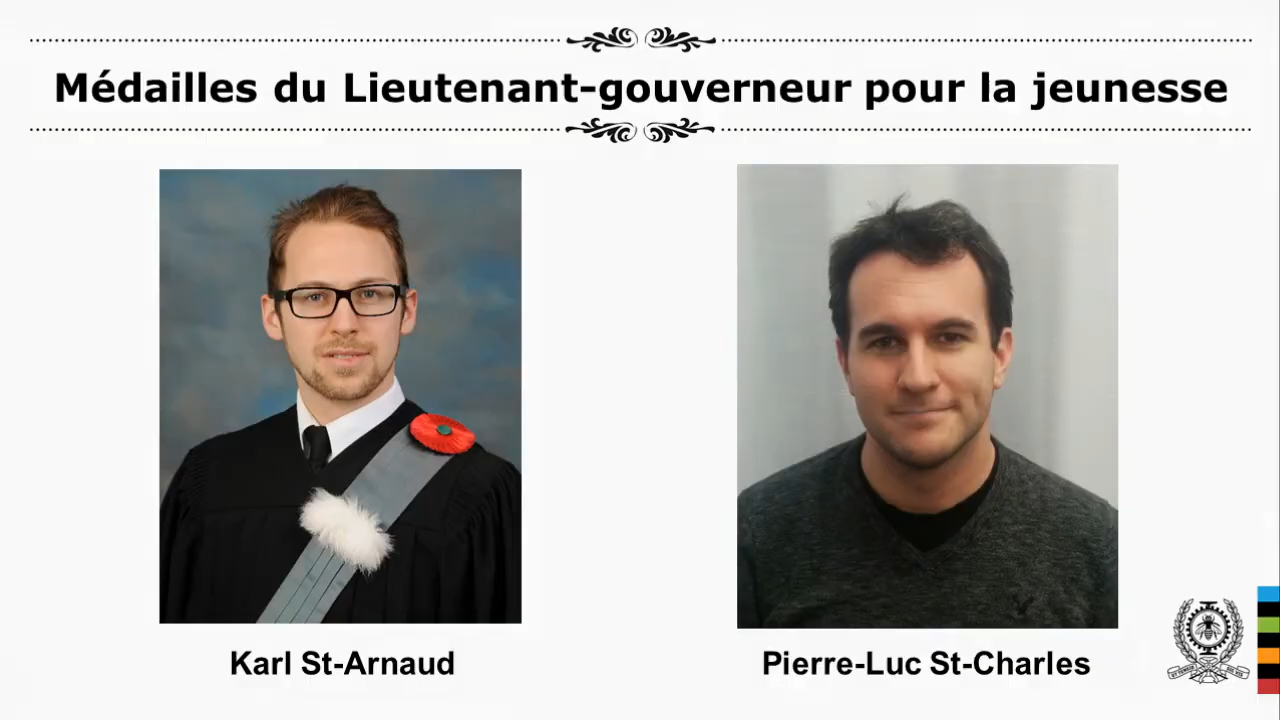 Médailles du Lieutenant-gouverneur pour la jeunesse
Karl St-Arnaud
Pierre-Luc St-Charles